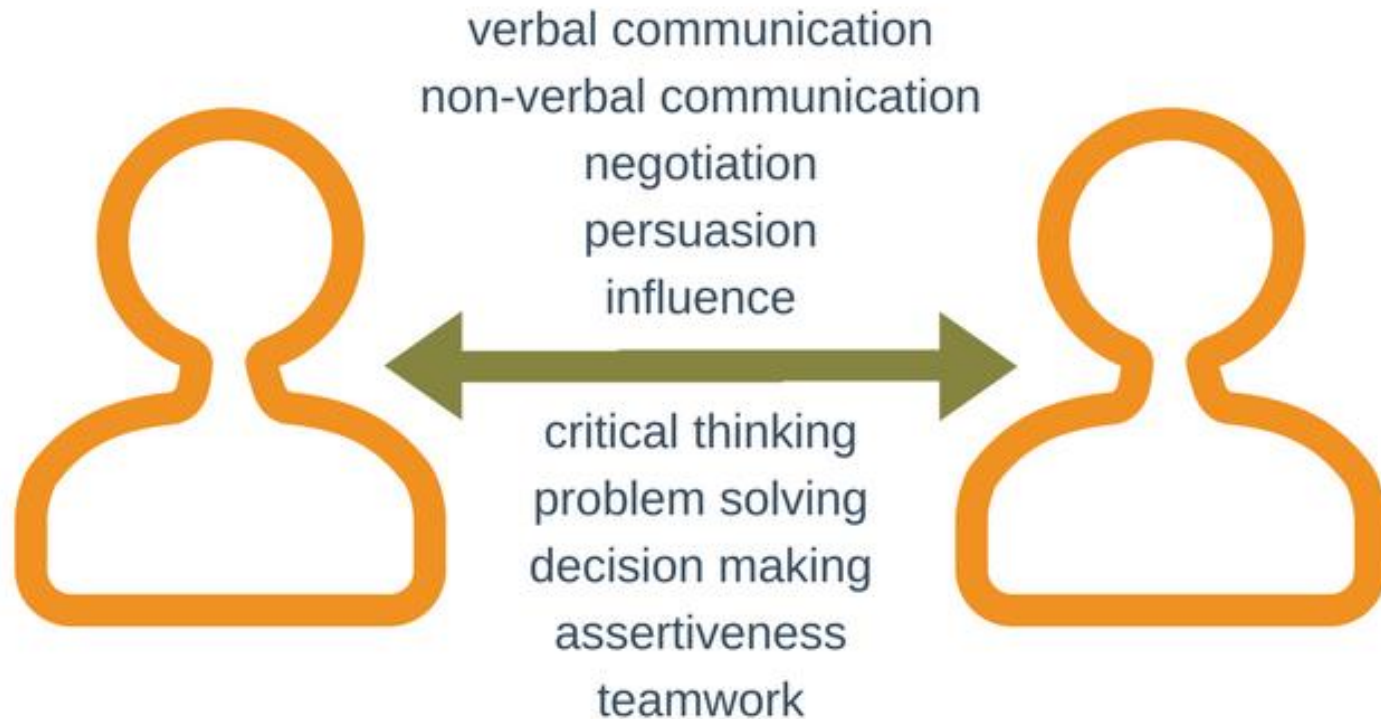 verbal communication
non-verbal communication
negotiation
persuasion
influence
critical thinking
problem solving
decision making
assertiveness
teamwork